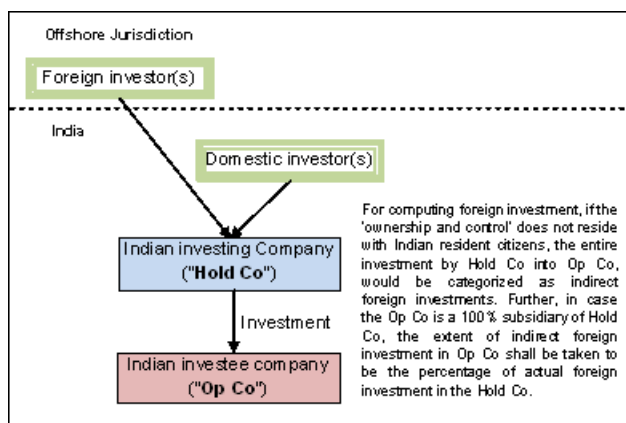 Offshore Jurisdiction
Foreign investor(s)
India
Domestic investor(s)
Indian investing Company
("Hold Co")
Investment
Indian investee company
("Op Co")
For computing foreign investment, if the
'ownership and control' does not reside
with Indian resident citizens, the entire
investment by Hold Co into Op Co,
would be categorized as indirect
foreign investments. Further, in case
the Op Co is a 100% subsidiary of Hold
Co, the extent of indirect foreign
investment in Op Co shall be taken to
be the percentage of actual foreign
investment in the Hold Co.